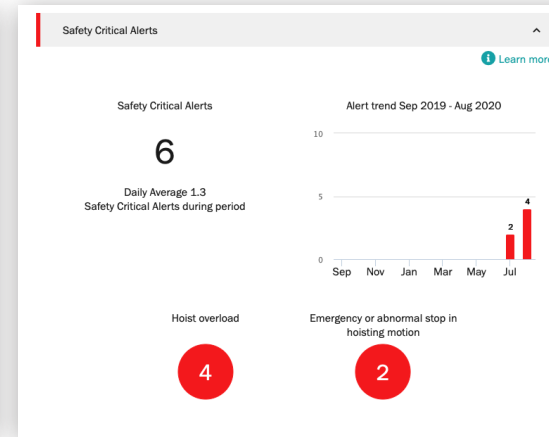 Safety Critical Alerts
Learn more
Safety Critical Alerts
6
Daily Average 1.3
Safety Critical Alerts during period
Alert trend Sep 2019 - Aug 2020
10
5
0
2
4
Sep Nov Jan Mar May Jul
Hoist overload
4
Emergency or abnormal stop in
hoisting motion
2